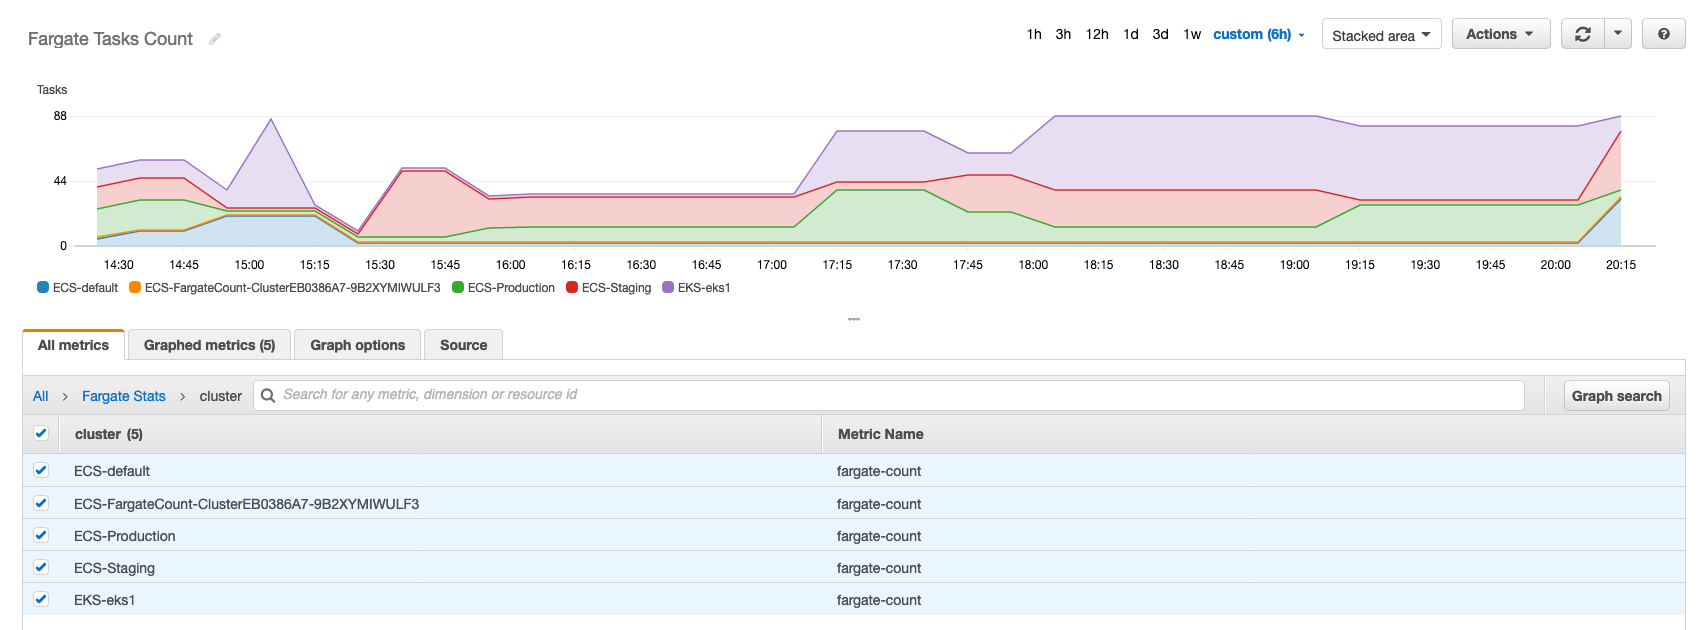 Fargate Tasks Count
1h 3h 12h 1d 3d 1w custom (6h) Stacked area Actions ?
Tasks
88
44
0
14:30 14:45 15:00 15:15 15:30 15:45 16:00 16:15 16:30 16:45 17:00 17:15 17:30 17:45 18:00 18:15 18:30 18:45 19:00 19:15 19:30 19:45 20:00 20:15
ECS-default ECS-FargateCount-ClusterEB0386A7-9B2XYMIWULF3 ECS-Production ECS-Staging EKS-eks1
All metrics Graphed metrics (5) Graph options Source
All > Fargate Stats > cluster Search for any metric, dimension or resource id Graph search
cluster (5) Metric Name
ECS-default fargate-count
ECS-FargateCount-ClusterEB0386A7-9B2XYMIWULF3 fargate-count
ECS-Production fargate-count
ECS-Staging fargate-count
EKS-eks1 fargate-count